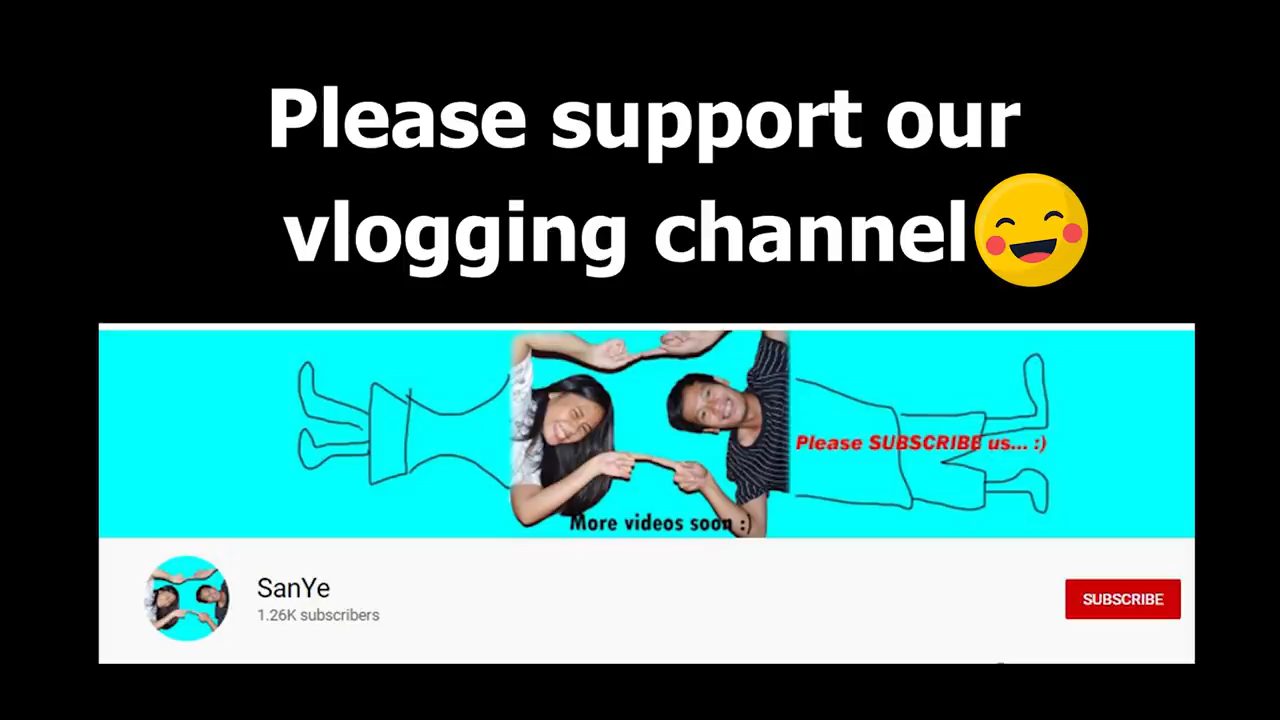 Please support our
vlogging channel
Please SUBSCRIBE us... :)
More videos soon :)
SanYe
1.26K subscribers
SUBSCRIBE